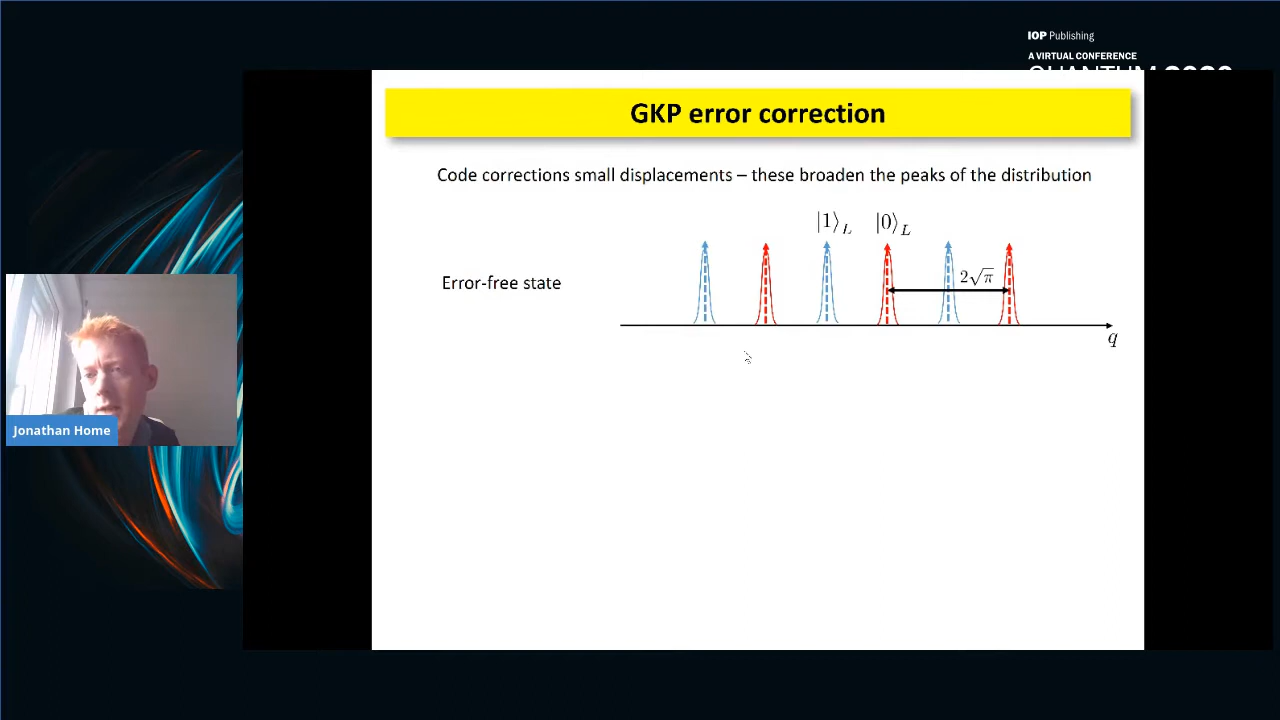 IOP Publishing
A VIRTUAL CONFERENCE
GKP error correction
Code corrections small displacements – these broaden the peaks of the distribution
|1⟩L |0⟩L
2√π
Error-free state
q
Jonathan Home